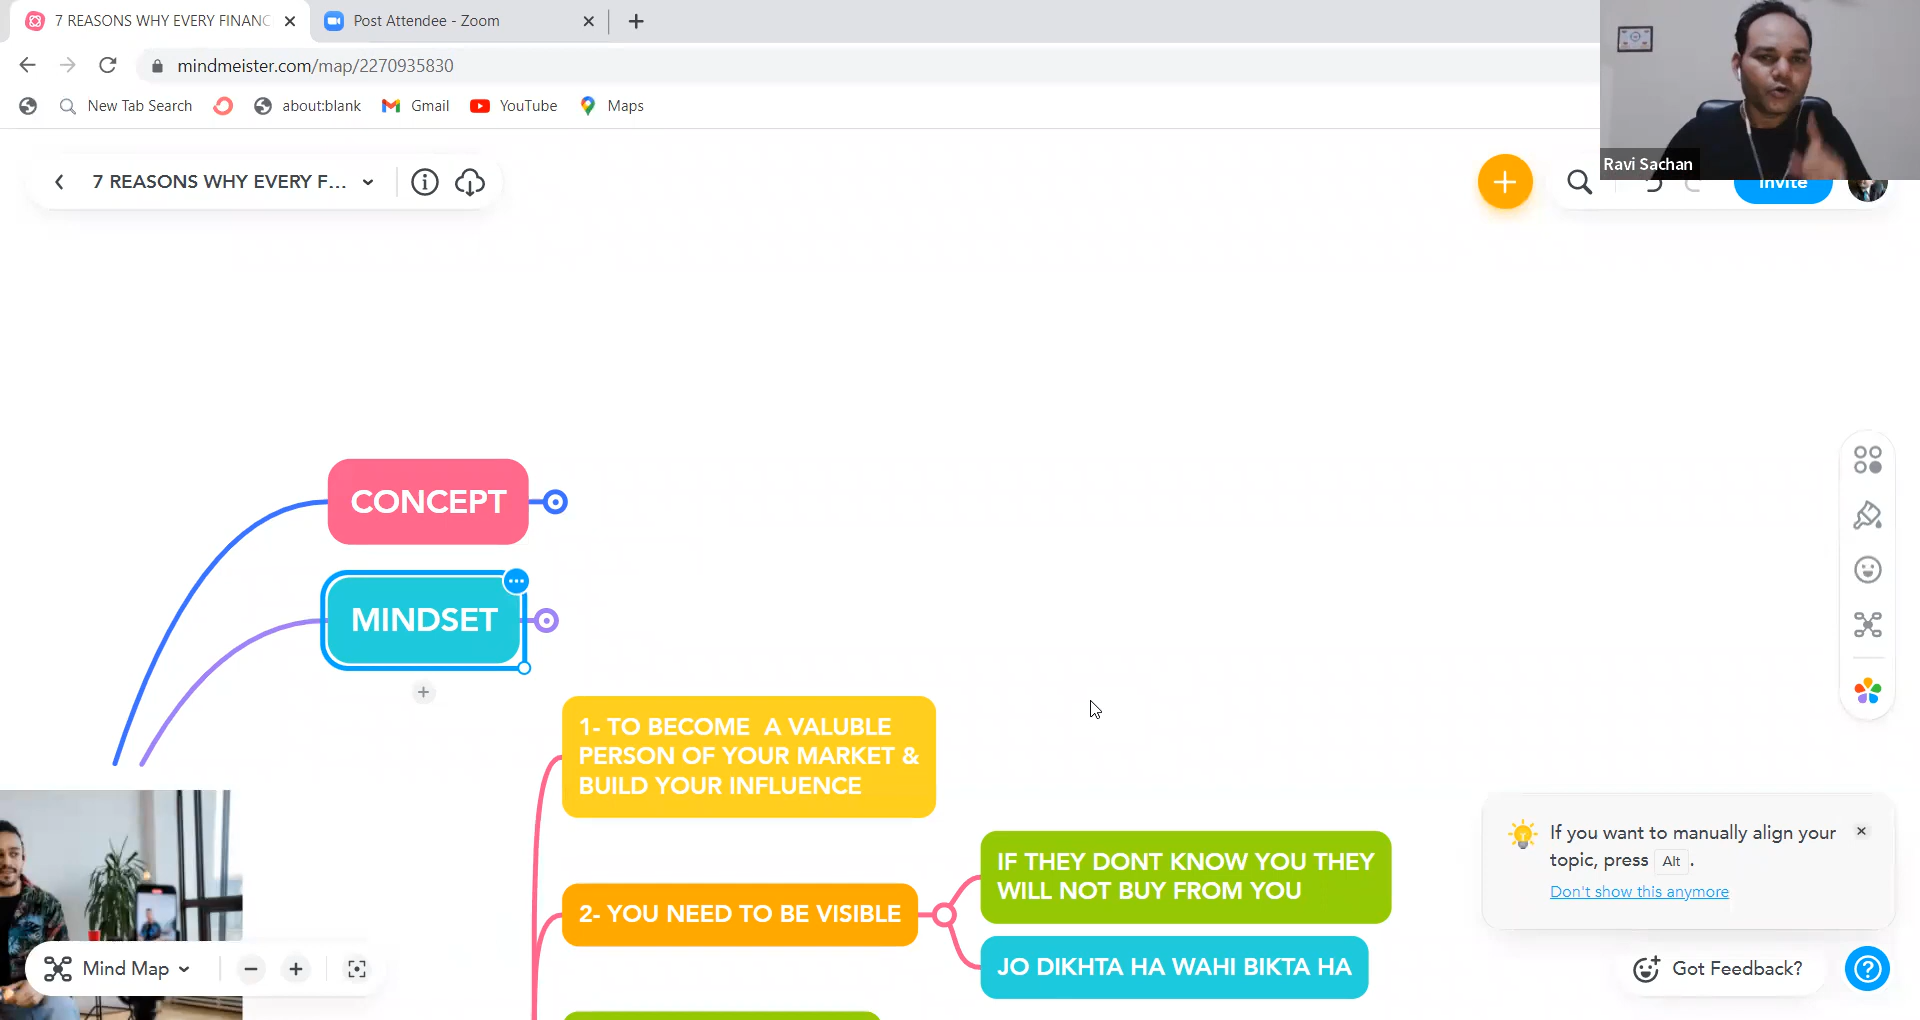 7 REASONS WHY EVERY FINANC
Post Attendee - Zoom
mindmeister.com/map/2270935830
New Tab Search
about:blank
Gmail
YouTube
Maps
Ravi Sachan
7 REASONS WHY EVERY F...
Invite
CONCEPT
MINDSET
1- TO BECOME A VALUBLE
PERSON OF YOUR MARKET &
BUILD YOUR INFLUENCE
IF THEY DONT KNOW YOU THEY
WILL NOT BUY FROM YOU
2- YOU NEED TO BE VISIBLE
JO DIKHTA HA WAHI BIKTA HA
If you want to manually align your
topic, press Alt.
Don't show this anymore
Mind Map
Got Feedback?